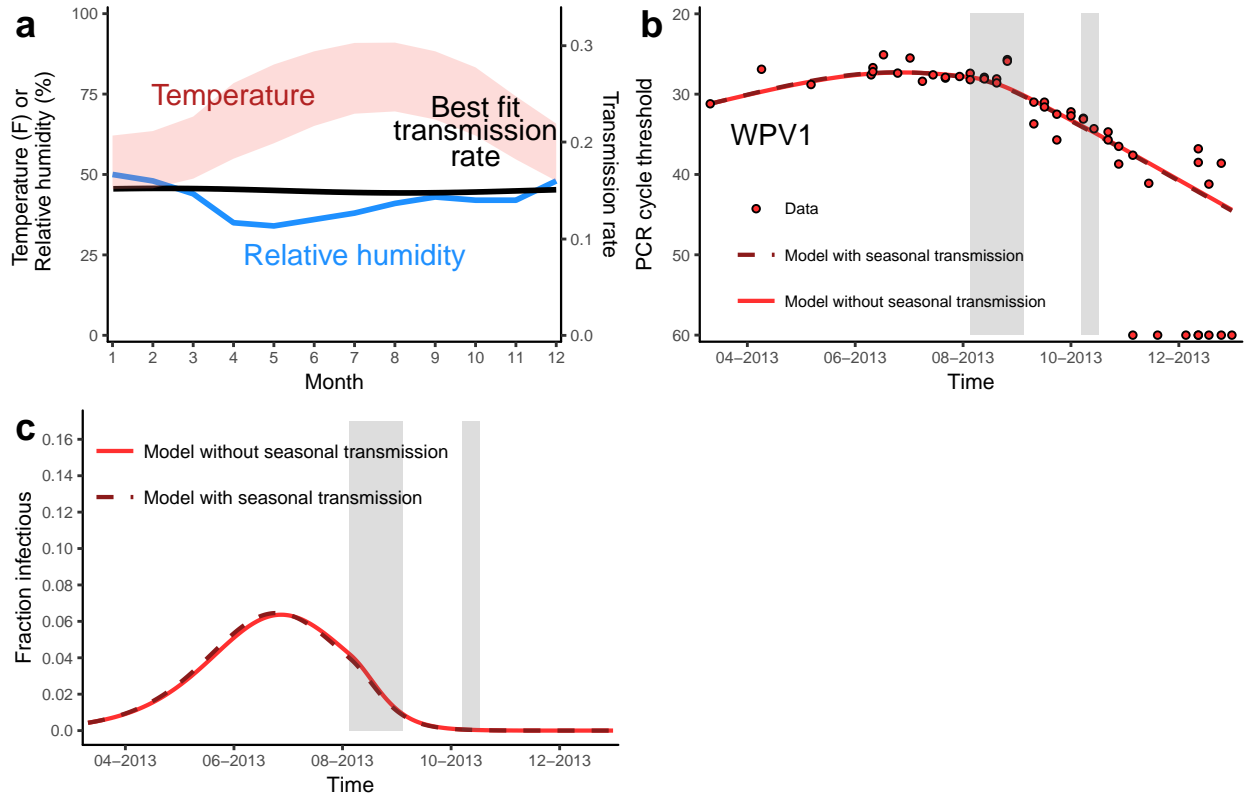 a
Temperature (F) or
Relative humidity (%)
100
75
50
25
0
Temperature
Best fit
transmission
rate
Relative humidity
0.3
0.2
0.1
0.0
Transmission rate
1 2 3 4 5 6 7 8 9 10 11 12
Month
b
PCR cycle threshold
20
30
40
50
60
WPV1
Data
Model with seasonal transmission
Model without seasonal transmission
04–2013 06–2013 08–2013 10–2013 12–2013
Time
c
Fraction infectious
0.16
0.14
0.12
0.10
0.08
0.06
0.04
0.02
0.0
Model without seasonal transmission
Model with seasonal transmission
04–2013 06–2013 08–2013 10–2013 12–2013
Time